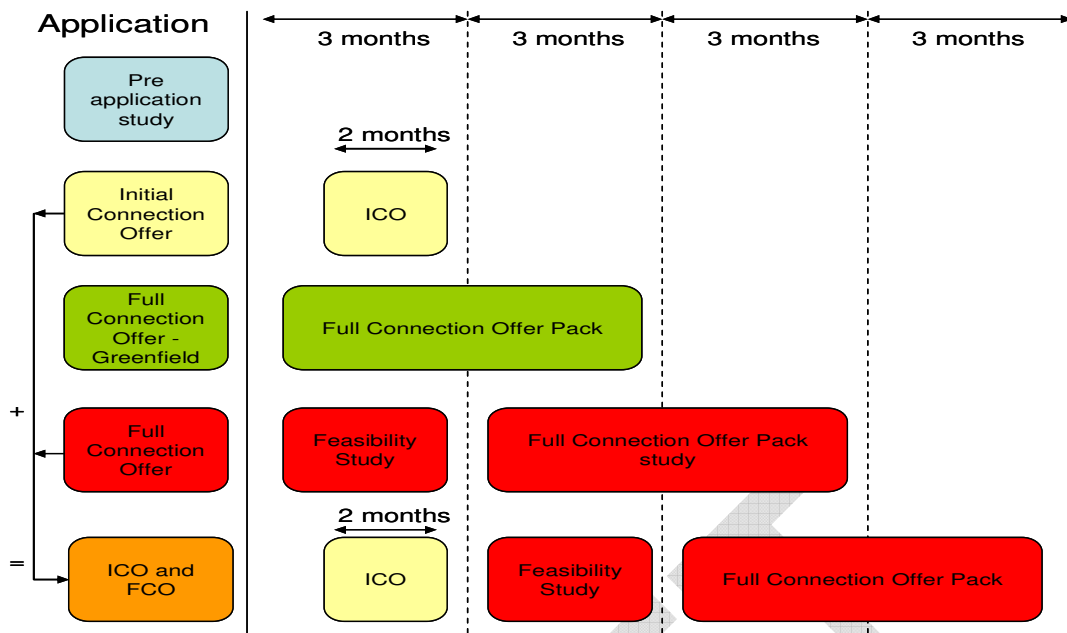 Application
3 months
3 months
3 months
3 months
Pre
application
study
2 months
Initial
Connection
Offer
ICO
Full
Connection
Offer -
Greenfield
Full Connection Offer Pack
+
Full
Connection
Offer
Feasibility
Study
Full Connection Offer Pack
study
2 months
=
ICO and
FCO
ICO
Feasibility
Study
Full Connection Offer Pack